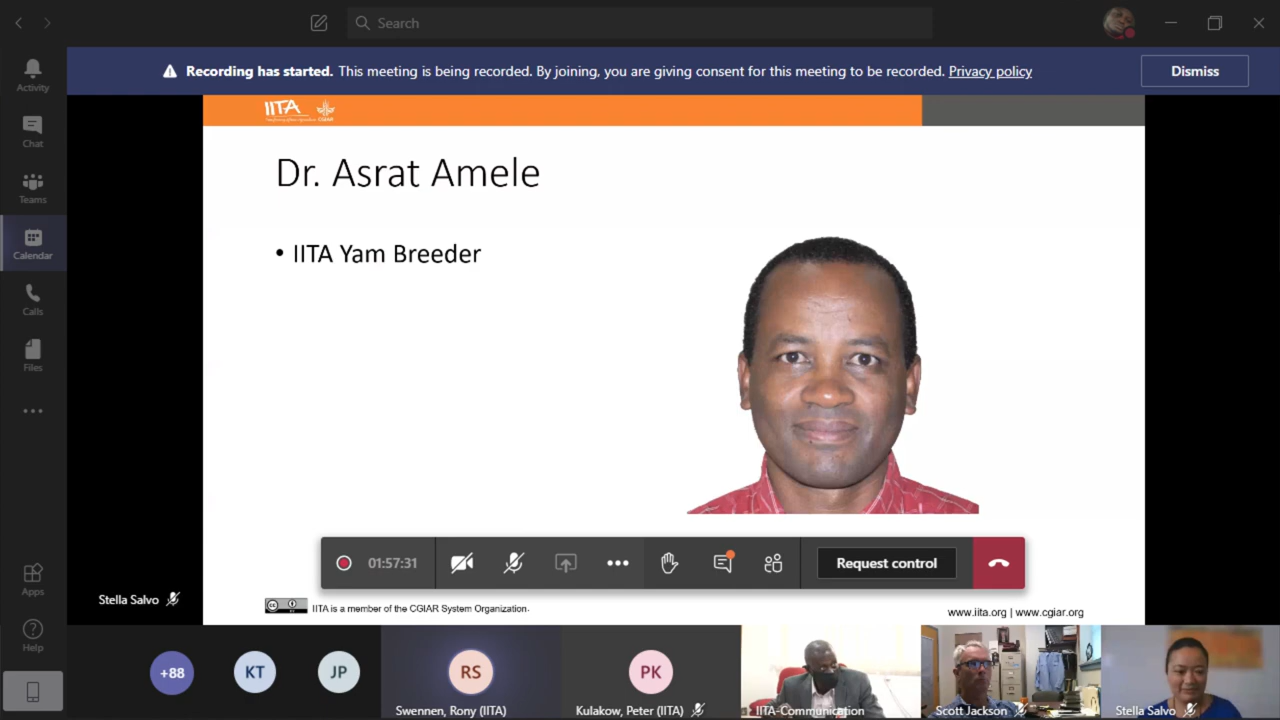 Search
Recording has started. This meeting is being recorded. By joining, you are giving consent for this meeting to be recorded. Privacy policy
Dismiss
Activity
Chat
Teams
Calendar
Calls
Files
Apps
Help
IITA
CGIAR
Dr. Asrat Amele
• IITA Yam Breeder
01:57:31
Request control
Stella Salvo
IITA is a member of the CGIAR System Organization.
www.iita.org | www.cgiar.org
+88
KT
JP
RS
PK
Swennen, Rony (IITA)
Kulakow, Peter (IITA)
IITA-Communication
Scott Jackson
Stella Salvo